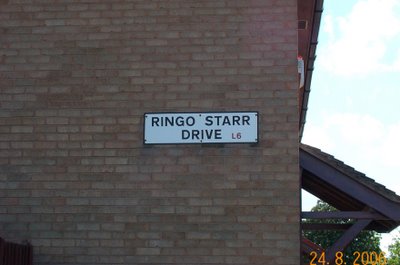 RINGO STARR
DRIVE L6
24.8.2006